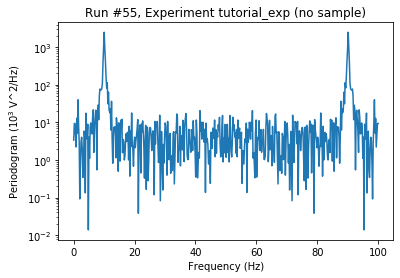 Run #55, Experiment tutorial_exp (no sample)
Periodogram (10³ V^2/Hz)
10³
10²
10¹
10⁰
10⁻¹
10⁻²
0 20 40 60 80 100
Frequency (Hz)